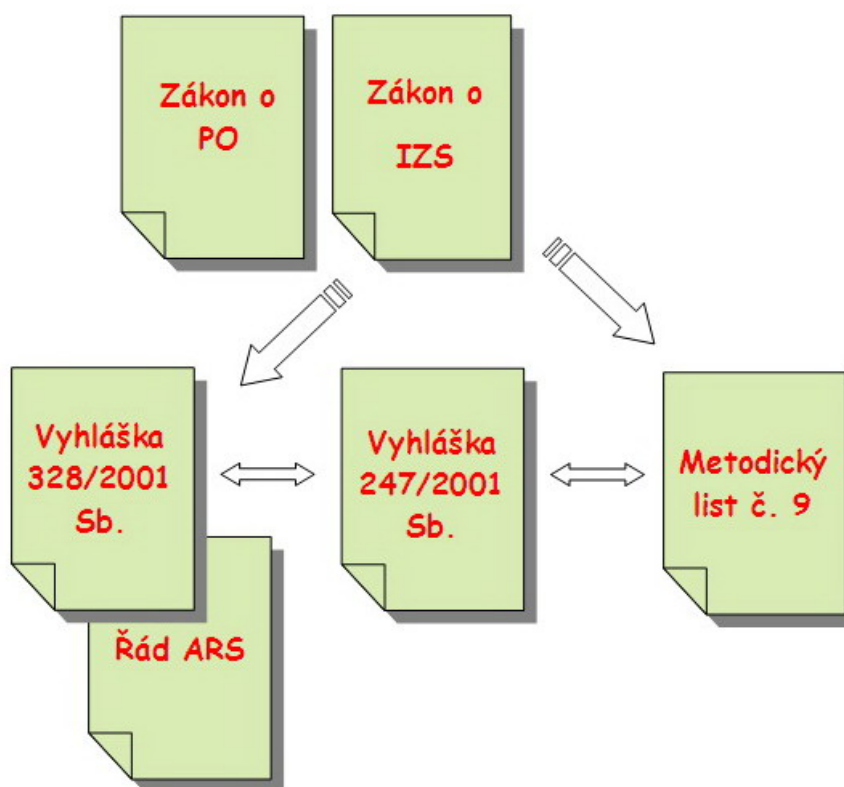 Zákon o
PO
Zákon o
IZS
Vyhláška
328/2001
Sb.
Vyhláška
247/2001
Sb.
Metodický
list č. 9
Řád ARS